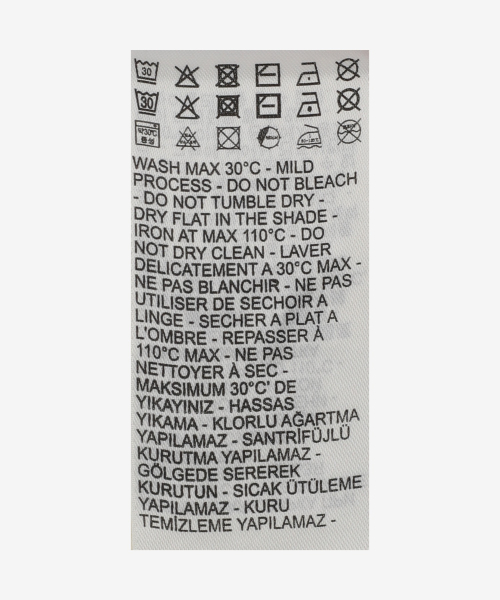 30
30
WASH MAX 30°C - MILD
PROCESS - DO NOT BLEACH
- DO NOT TUMBLE DRY -
DRY FLAT IN THE SHADE -
IRON AT MAX 110°C - DO
NOT DRY CLEAN - LAVER
DELICATEMENT A 30°C MAX -
NE PAS BLANCHIR - NE PAS
UTILISER DE SECHOIR A
LINGE - SECHER A PLAT A
L'OMBRE - REPASSER À
110°C MAX - NE PAS
NETTOYER À SEC -
MAKSIMUM 30°C' DE
YIKAYINIZ - HASSAS
YIKAMA - KLORLU AĞARTMA
YAPILAMAZ - SANTRİFÜJLÜ
KURUTMA YAPILAMAZ -
GÖLGEDE SEREREK
KURUTUN - SICAK ÜTÜLEME
YAPILAMAZ - KURU
TEMİZLEME YAPILAMAZ -